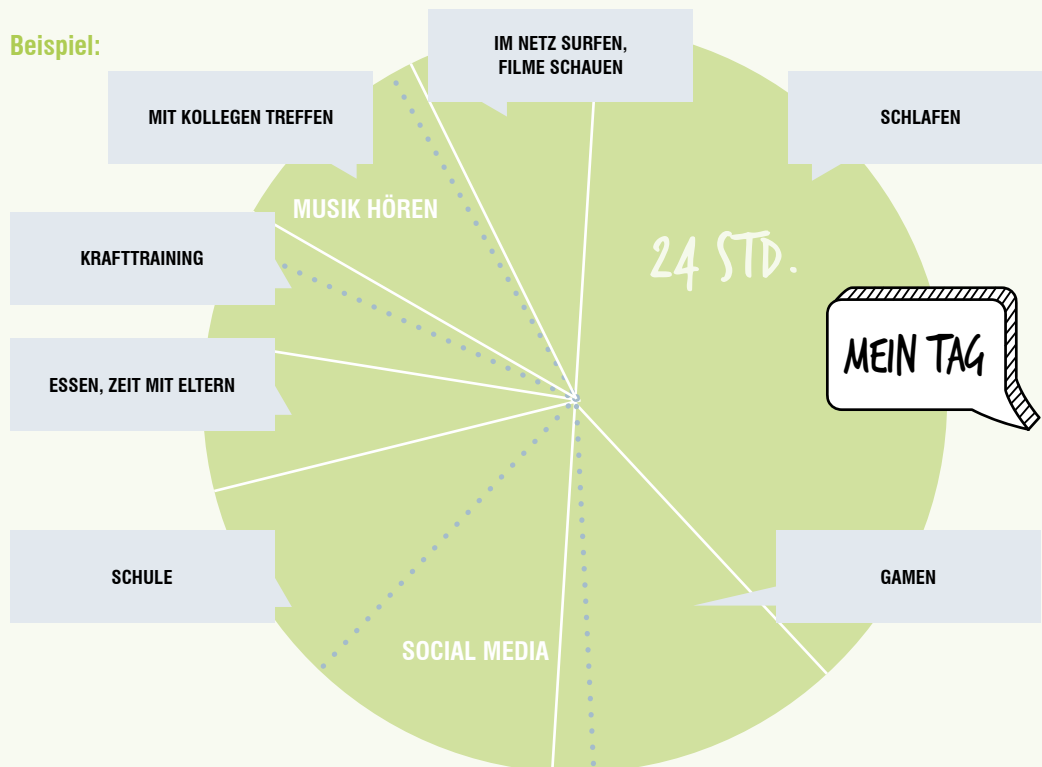 Beispiel:
IM NETZ SURFEN,
FILME SCHAUEN
MIT KOLLEGEN TREFFEN
SCHLAFEN
MUSIK HÖREN
24 STD.
KRAFTTRAINING
MEIN TAG
ESSEN, ZEIT MIT ELTERN
SCHULE
GAMEN
SOCIAL MEDIA